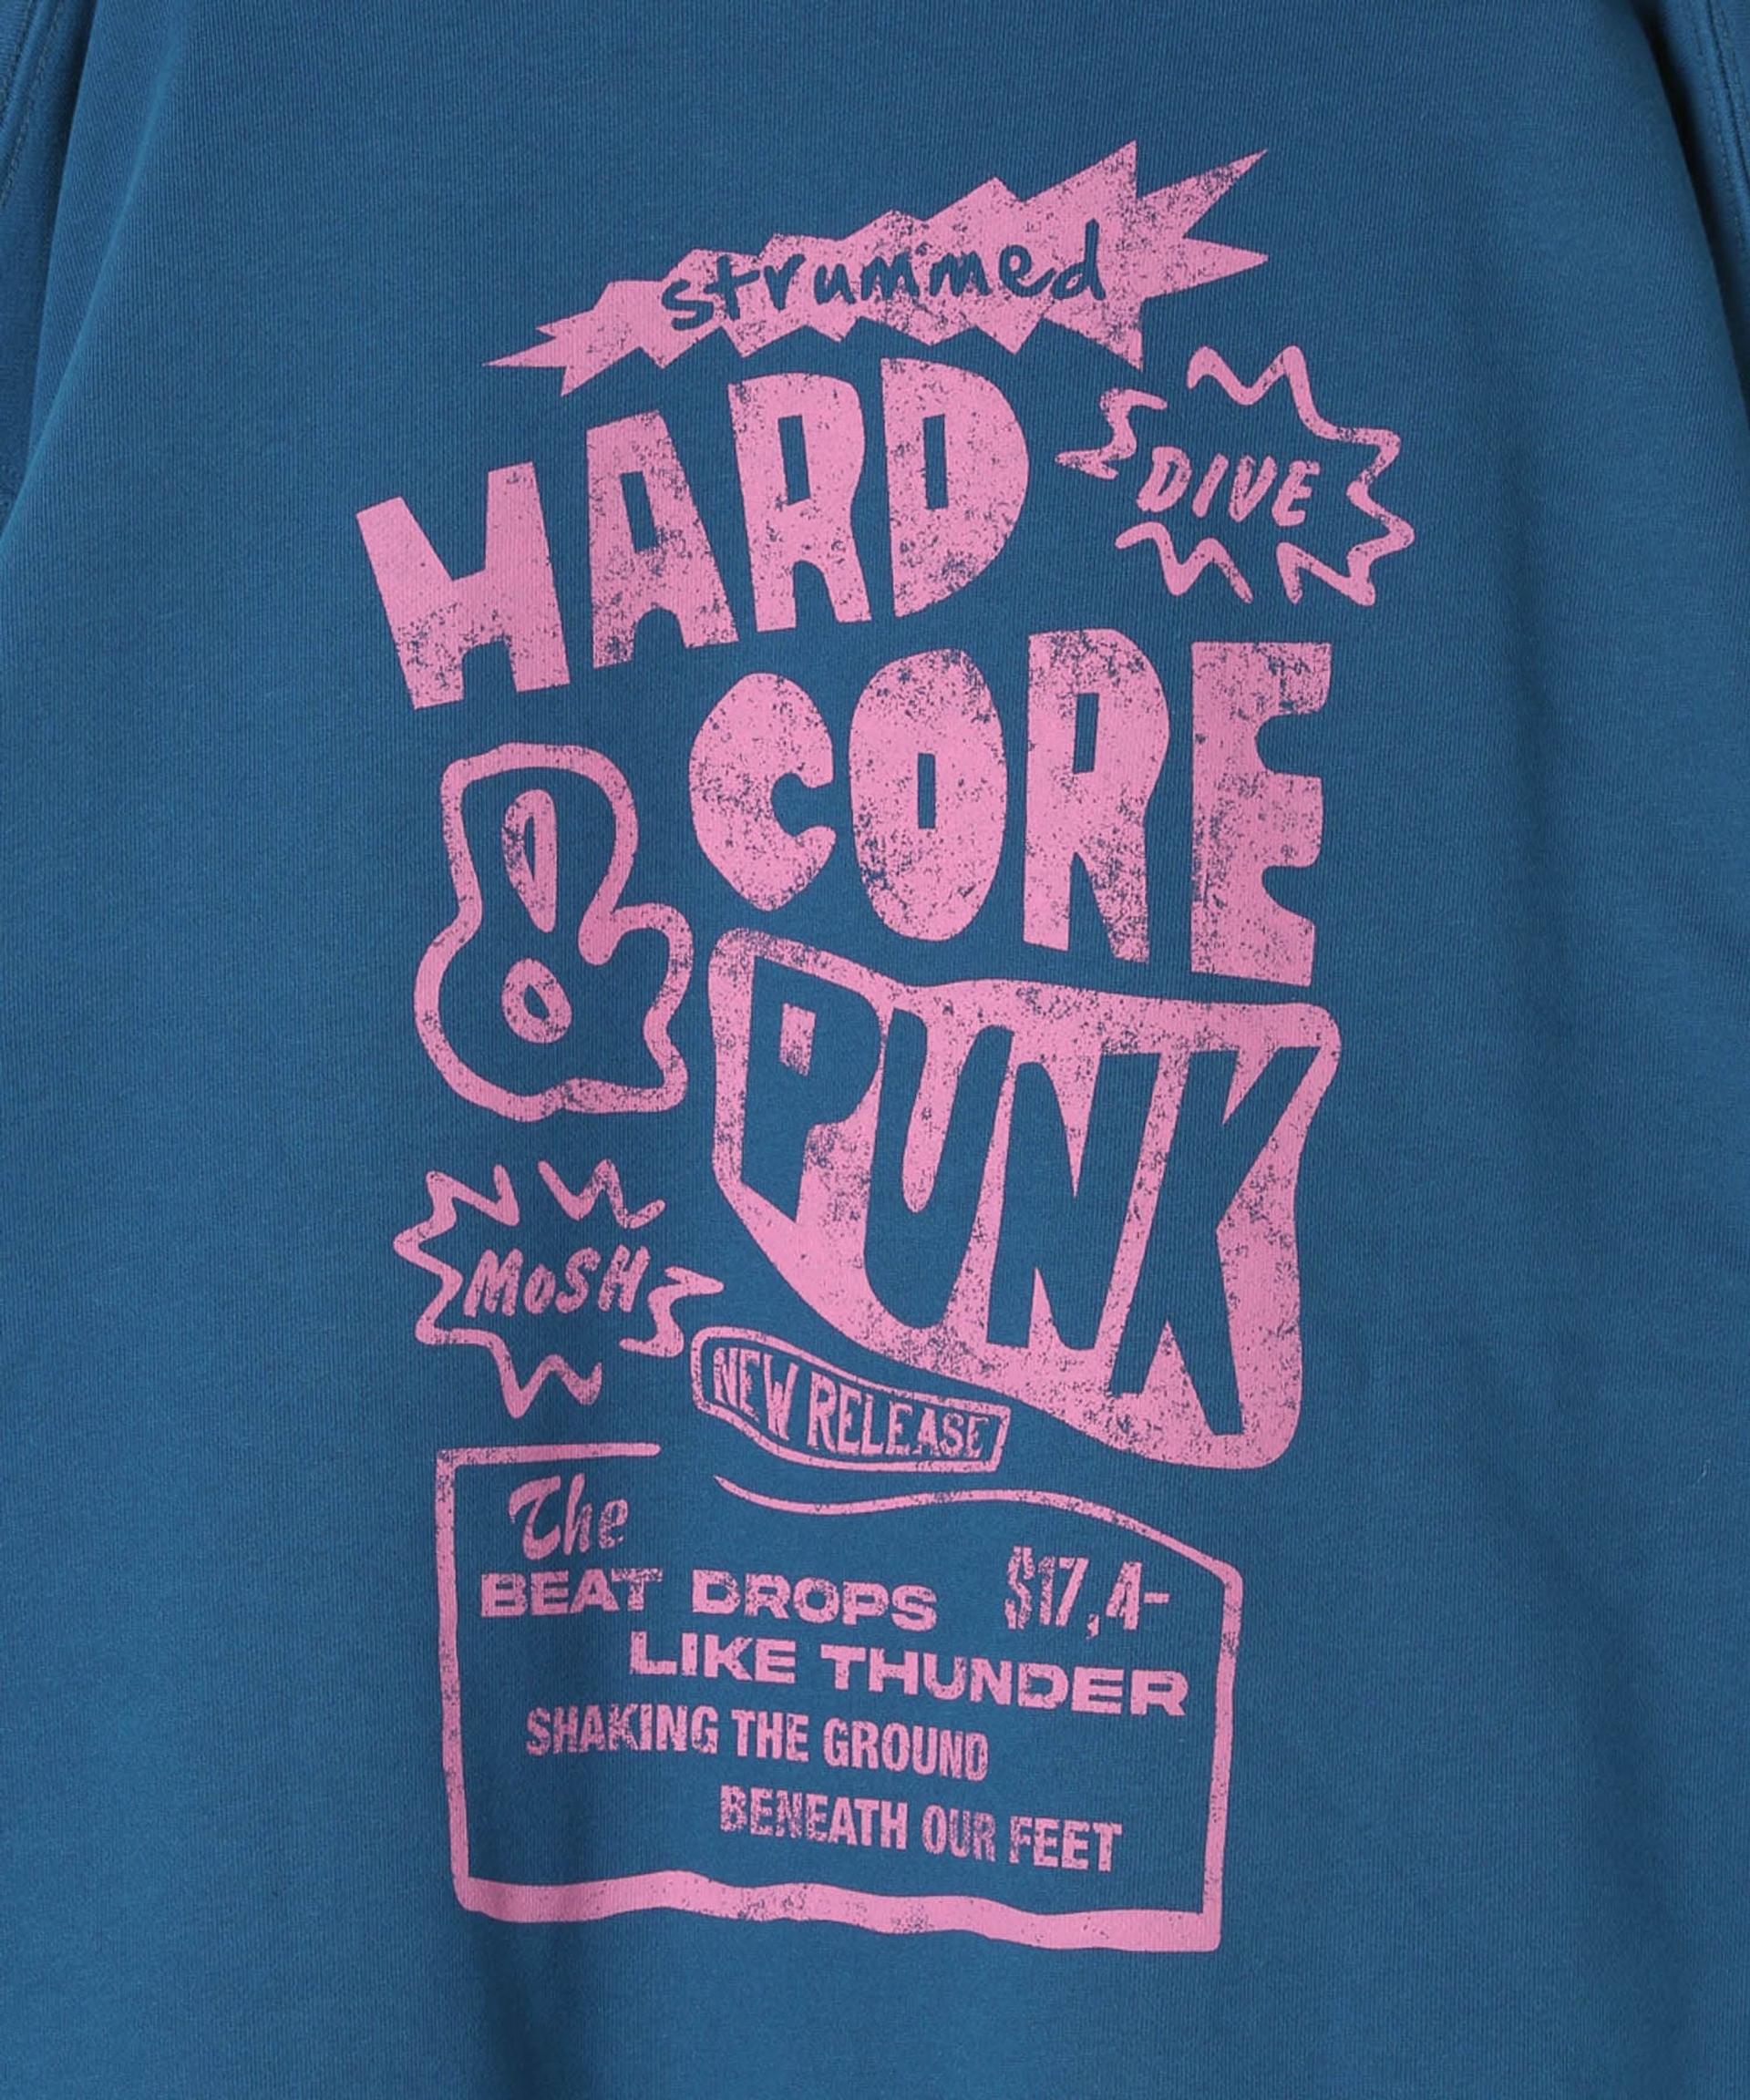 strummed
HARD
DIVE
CORE
!
PUNK
MoSH
NEW RELEASE
The
BEAT DROPS $17,4-
LIKE THUNDER
SHAKING THE GROUND
BENEATH OUR FEET